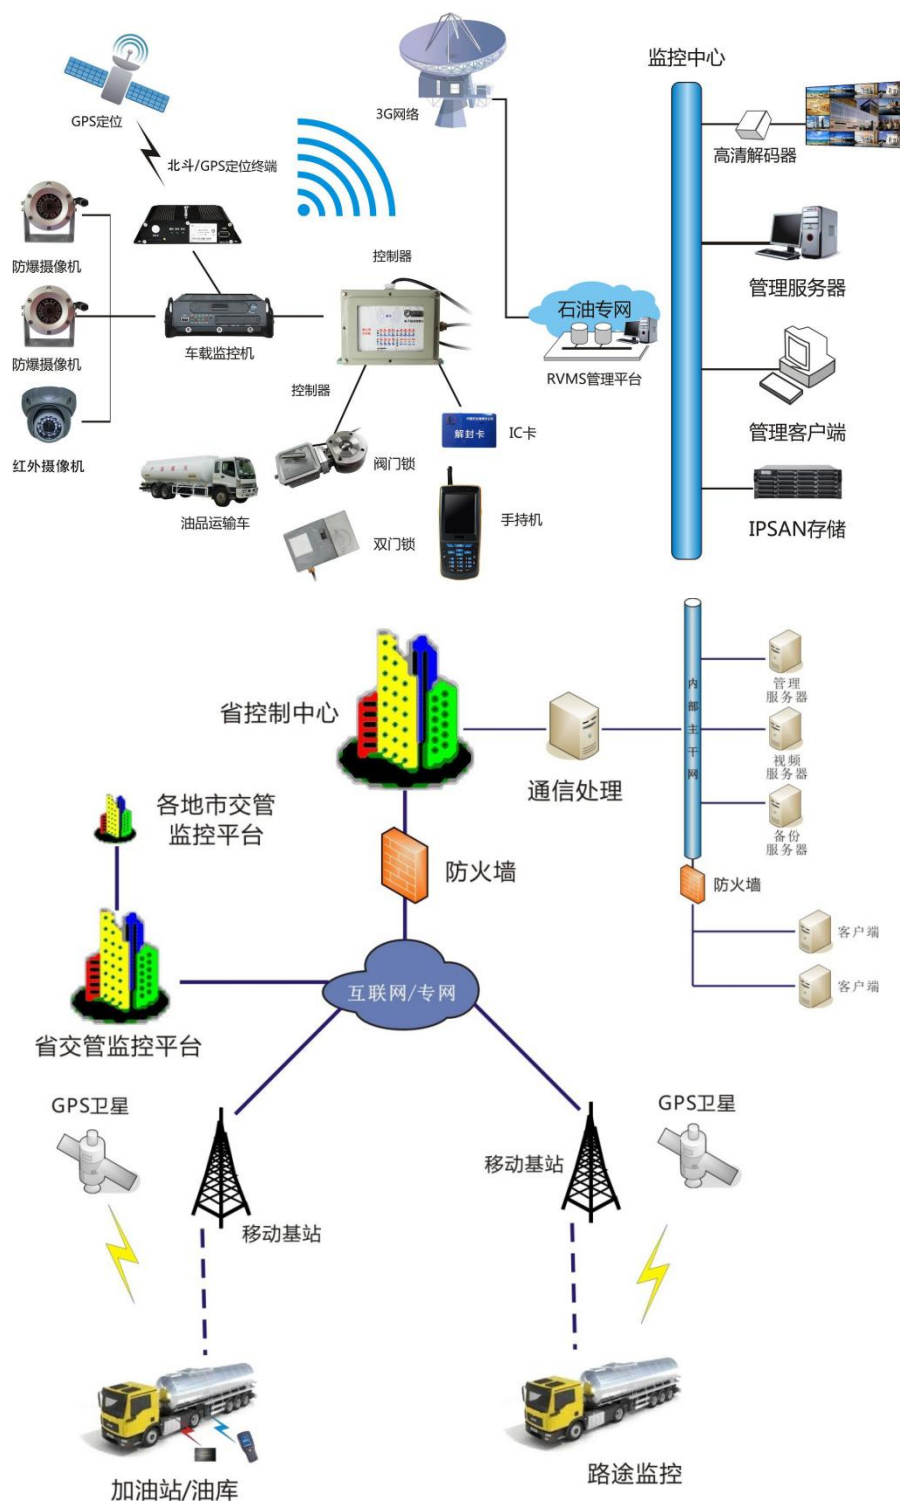 监控中心
GPS定位
3G网络
高清解码器
北斗/GPS定位终端
防爆摄像机
控制器
管理服务器
石油专网
防爆摄像机
车载监控机
RVMS管理平台
控制器
解封卡
IC卡
管理客户端
红外摄像机
阀门锁
油品运输车
手持机
双门锁
IPSAN存储
省控制中心
内部主干网
管理
服务器
通信处理
视频
服务器
各地市交管
监控平台
备份
服务器
防火墙
防火墙
客户端
互联网/专网
客户端
省交管监控平台
GPS卫星
GPS卫星
移动基站
移动基站
加油站/油库
路途监控